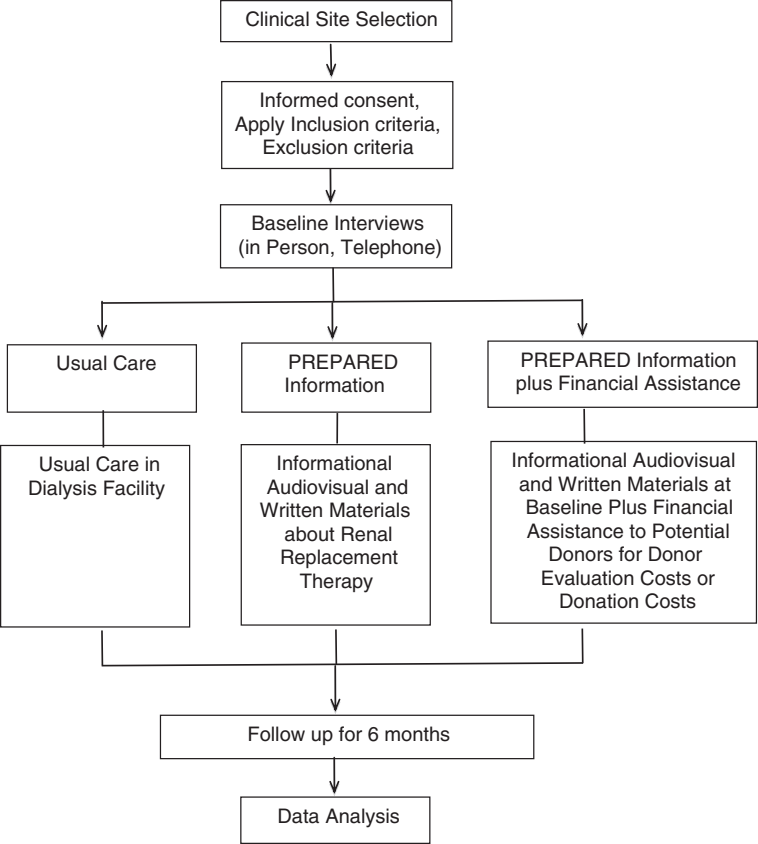 Clinical Site Selection
Informed consent,
Apply Inclusion criteria,
Exclusion criteria
Baseline Interviews
(in Person, Telephone)
Usual Care
PREPARED
Information
PREPARED Information
plus Financial Assistance
Usual Care in
Dialysis Facility
Informational
Audiovisual and
Written Materials
about Renal
Replacement
Therapy
Informational Audiovisual
and Written Materials at
Baseline Plus Financial
Assistance to Potential
Donors for Donor
Evaluation Costs or
Donation Costs
Follow up for 6 months
Data Analysis